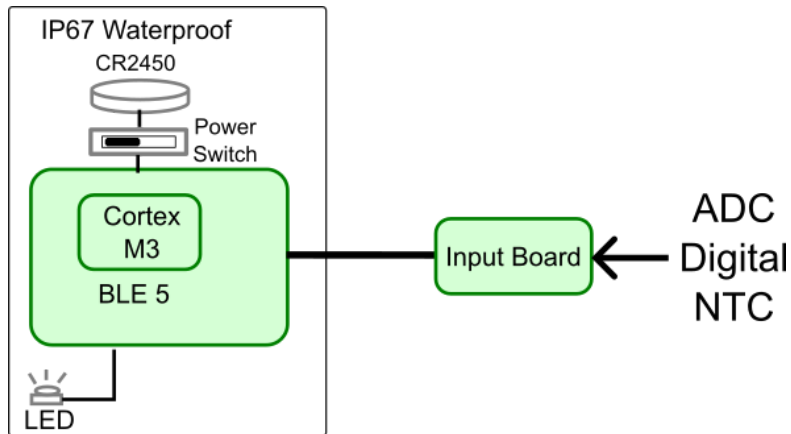 IP67 Waterproof
CR2450
Power
Switch
Cortex
M3
BLE 5
LED
Input Board
ADC
Digital
NTC